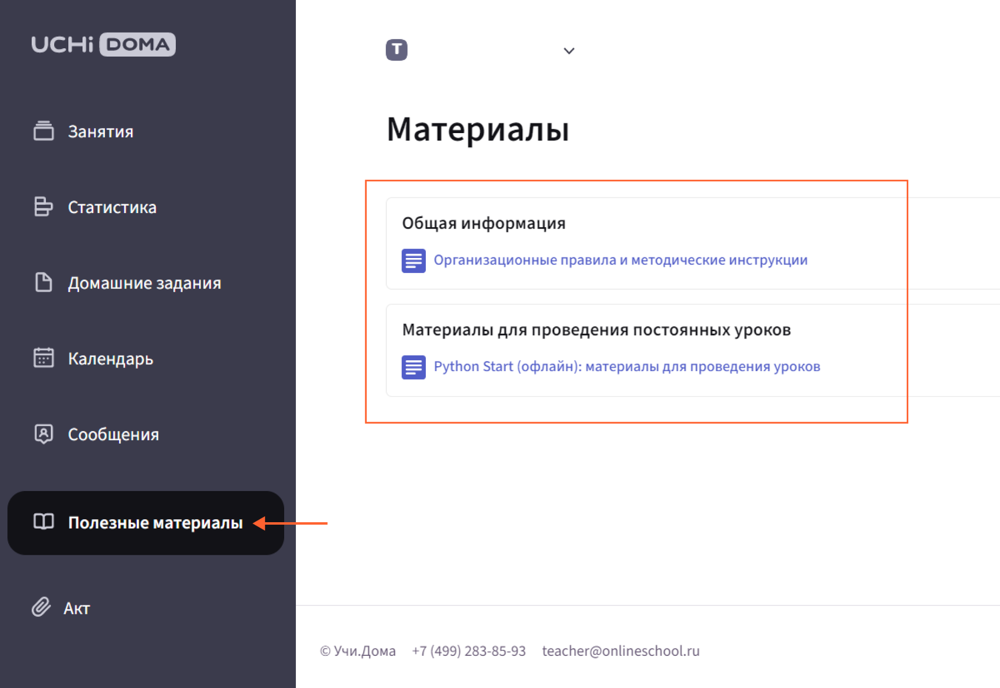 UCHi DOMA
Занятия
Статистика
Домашние задания
Календарь
Сообщения
Полезные материалы
Акт
T
Материалы
Общая информация
Организационные правила и методические инструкции
Материалы для проведения постоянных уроков
Python Start (офлайн): материалы для проведения уроков
© Учи.Дома +7 (499) 283-85-93 teacher@onlineschool.ru